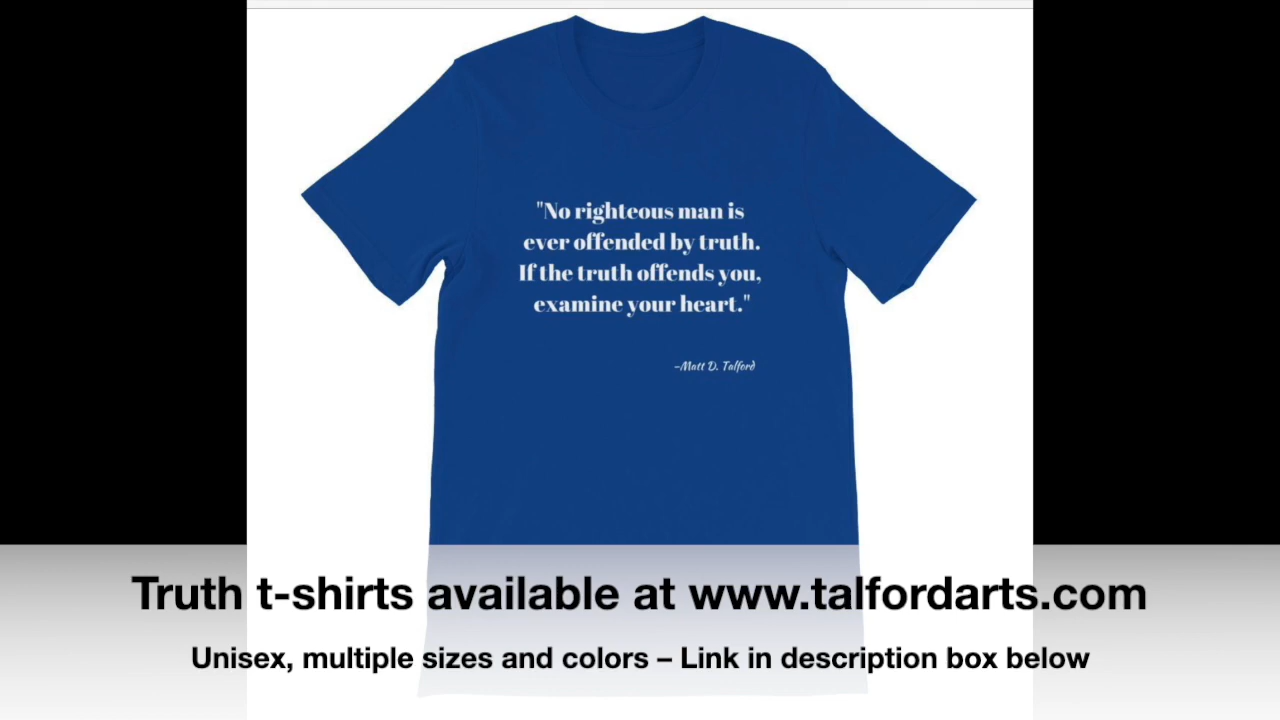 "No righteous man is
ever offended by truth.
If the truth offends you,
examine your heart."
–Matt D. Talford
Truth t-shirts available at www.talfordarts.com
Unisex, multiple sizes and colors – Link in description box below